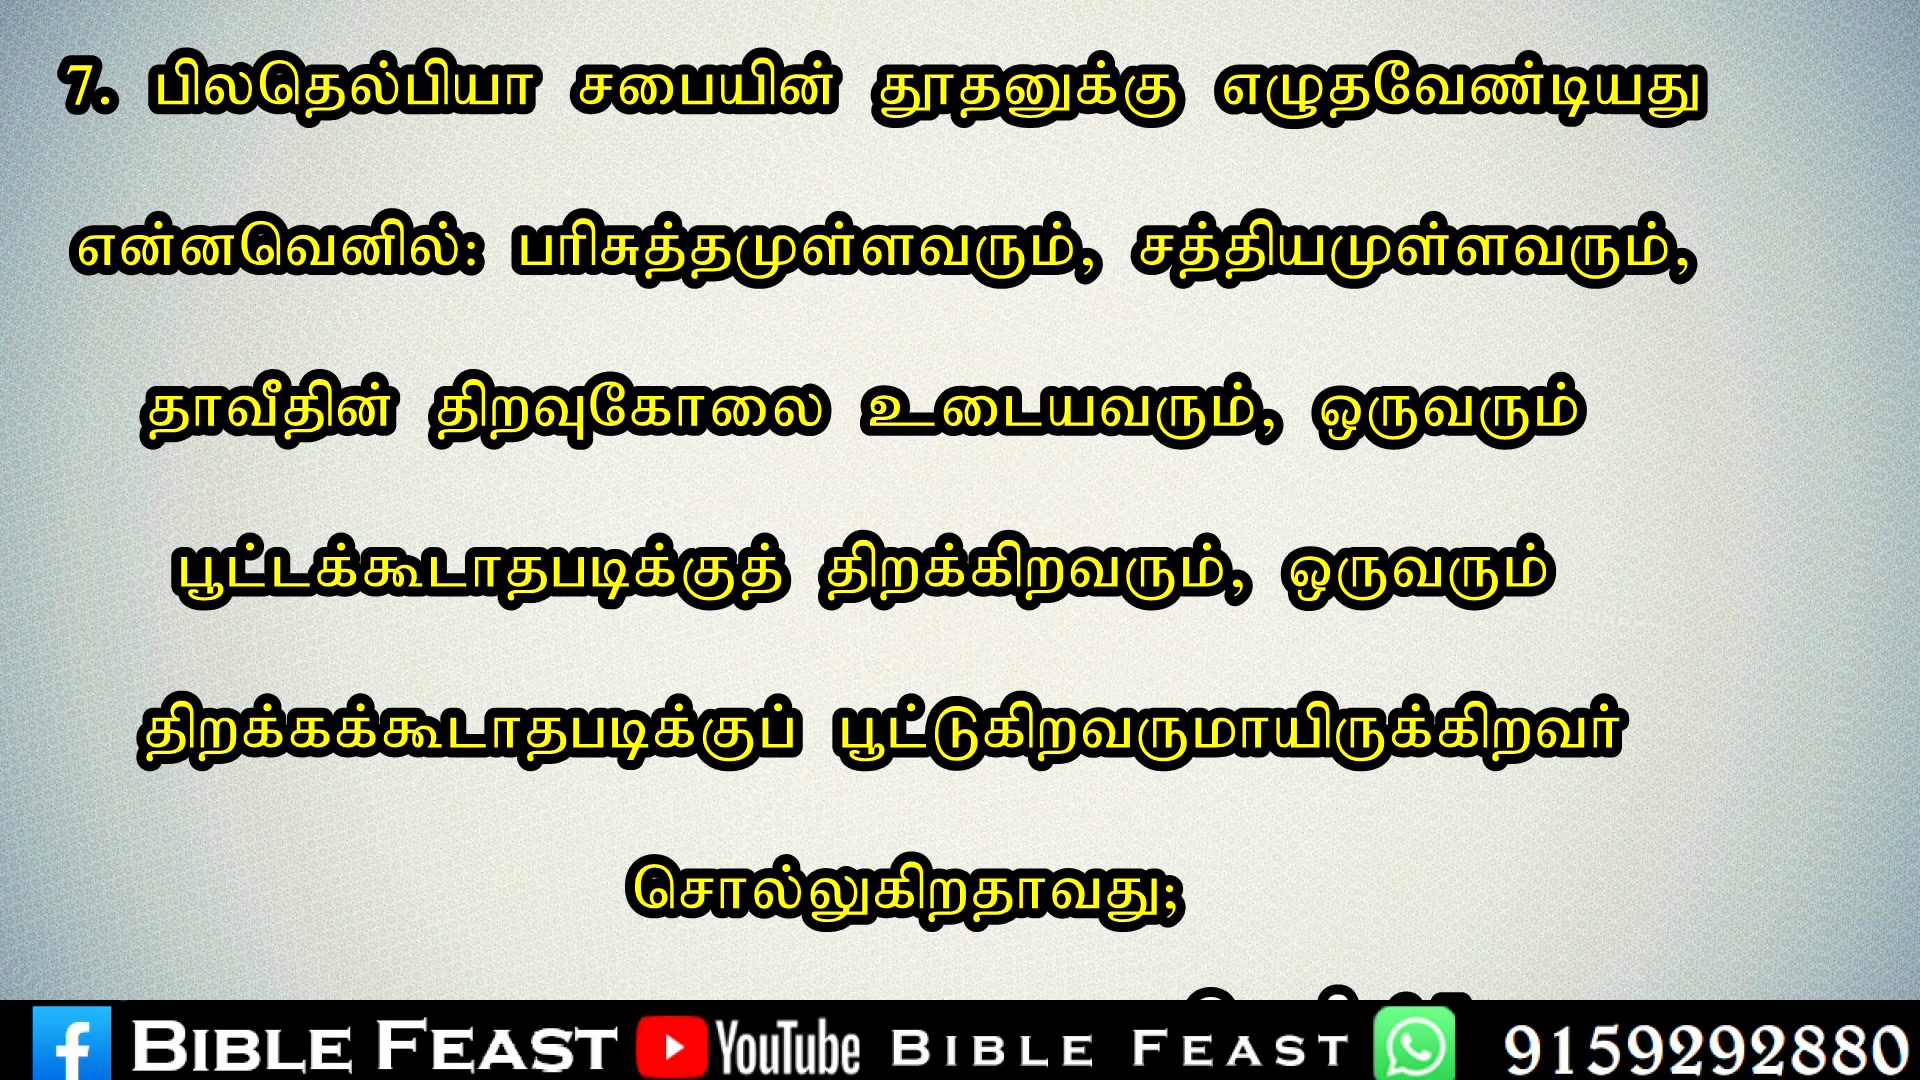 7. பிலதெல்பியா சபையின் தூதனுக்கு எழுதவேண்டியது
என்னவெனில்: பரிசுத்தமுள்ளவரும், சத்தியமுள்ளவரும்,
தாவீதின் திறவுகோலை உடையவரும், ஒருவரும்
பூட்டக்கூடாதபடிக்குத் திறக்கிறவரும், ஒருவரும்
திறக்கக்கூடாதபடிக்குப் பூட்டுகிறவருமாயிருக்கிறவர்
சொல்லுகிறதாவது;
f BIBLE FEAST YouTube BIBLE FEAST 9159292880